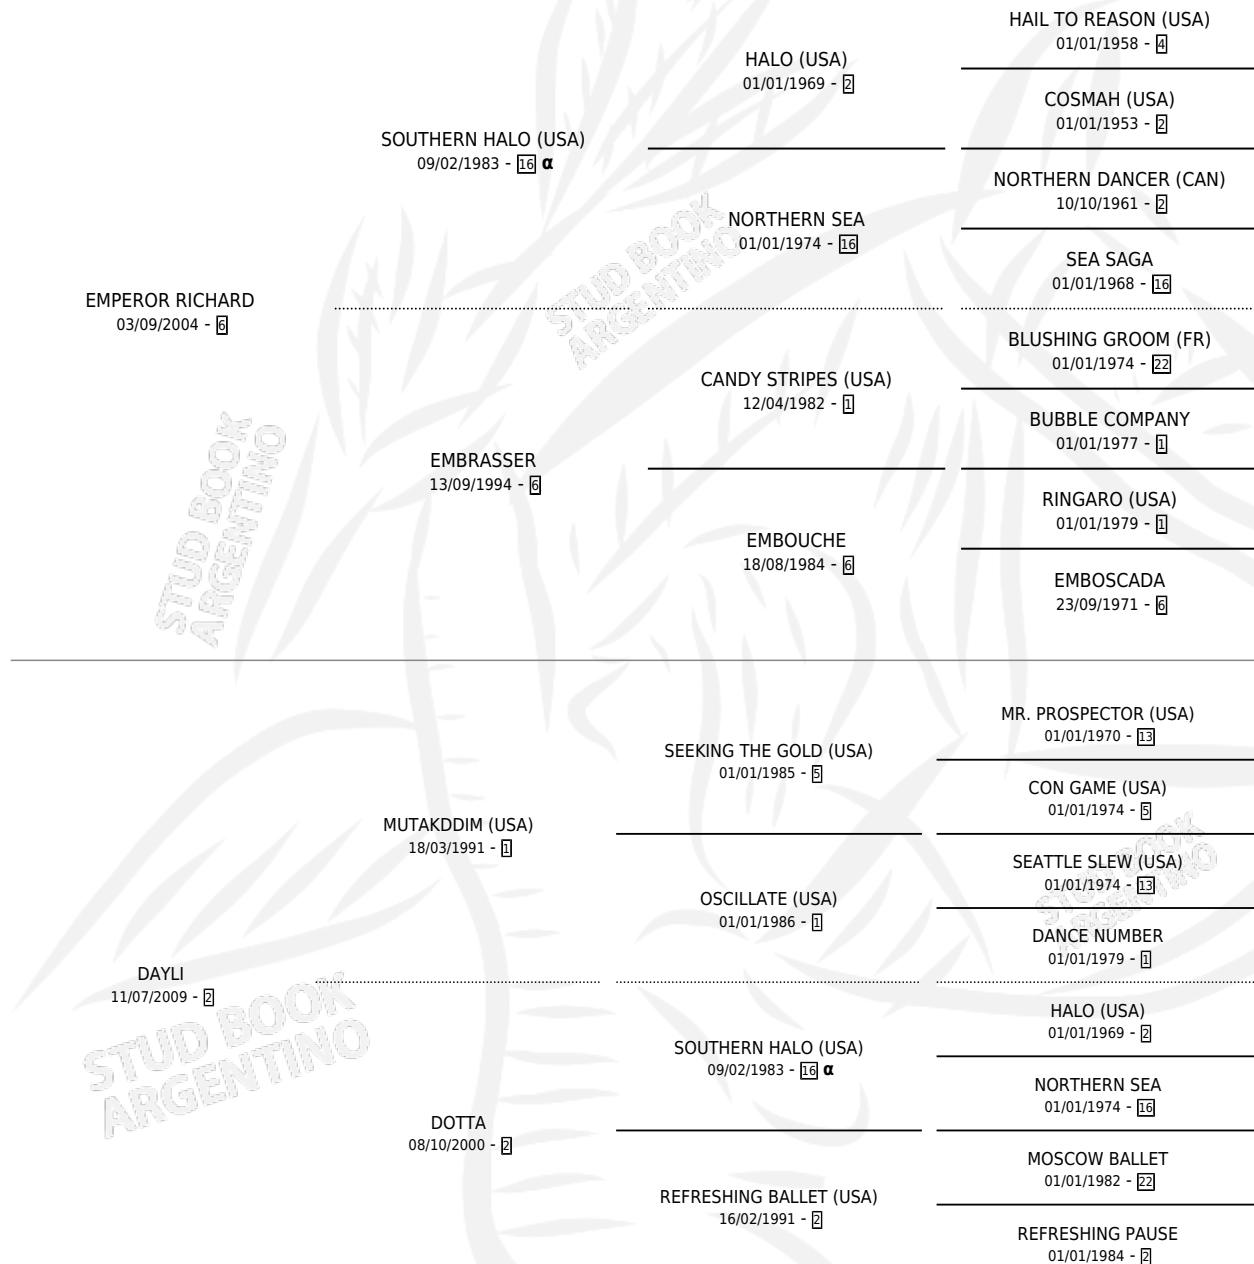 HAIL TO REASON (USA)
01/01/1958 - 4
HALO (USA)
01/01/1969 - 2
COSMAH (USA)
01/01/1953 - 2
SOUTHERN HALO (USA)
09/02/1983 - 16 α
NORTHERN DANCER (CAN)
10/10/1961 - 2
NORTHERN SEA
01/01/1974 - 16
SEA SAGA
01/01/1968 - 16
EMPEROR RICHARD
03/09/2004 - 6
BLUSHING GROOM (FR)
01/01/1974 - 22
CANDY STRIPES (USA)
12/04/1982 - 1
BUBBLE COMPANY
01/01/1977 - 1
EMBRASSER
13/09/1994 - 6
RINGARO (USA)
01/01/1979 - 1
EMBOUCHE
18/08/1984 - 6
EMBOSCADA
23/09/1971 - 6
MR. PROSPECTOR (USA)
01/01/1970 - 13
SEEKING THE GOLD (USA)
01/01/1985 - 5
CON GAME (USA)
01/01/1974 - 5
MUTAKDDIM (USA)
18/03/1991 - 1
SEATTLE SLEW (USA)
01/01/1974 - 13
OSCILLATE (USA)
01/01/1986 - 1
DANCE NUMBER
01/01/1979 - 1
DAYLI
11/07/2009 - 2
HALO (USA)
01/01/1969 - 2
SOUTHERN HALO (USA)
09/02/1983 - 16 α
NORTHERN SEA
01/01/1974 - 16
DOTTA
08/10/2000 - 2
MOSCOW BALLET
01/01/1982 - 22
REFRESHING BALLET (USA)
16/02/1991 - 2
REFRESHING PAUSE
01/01/1984 - 2
STUD BOOK
ARGENTINO
STUD BOOK
ARGENTINO
STUD BOOK
ARGENTINO
STUD BOOK
ARGENTINO